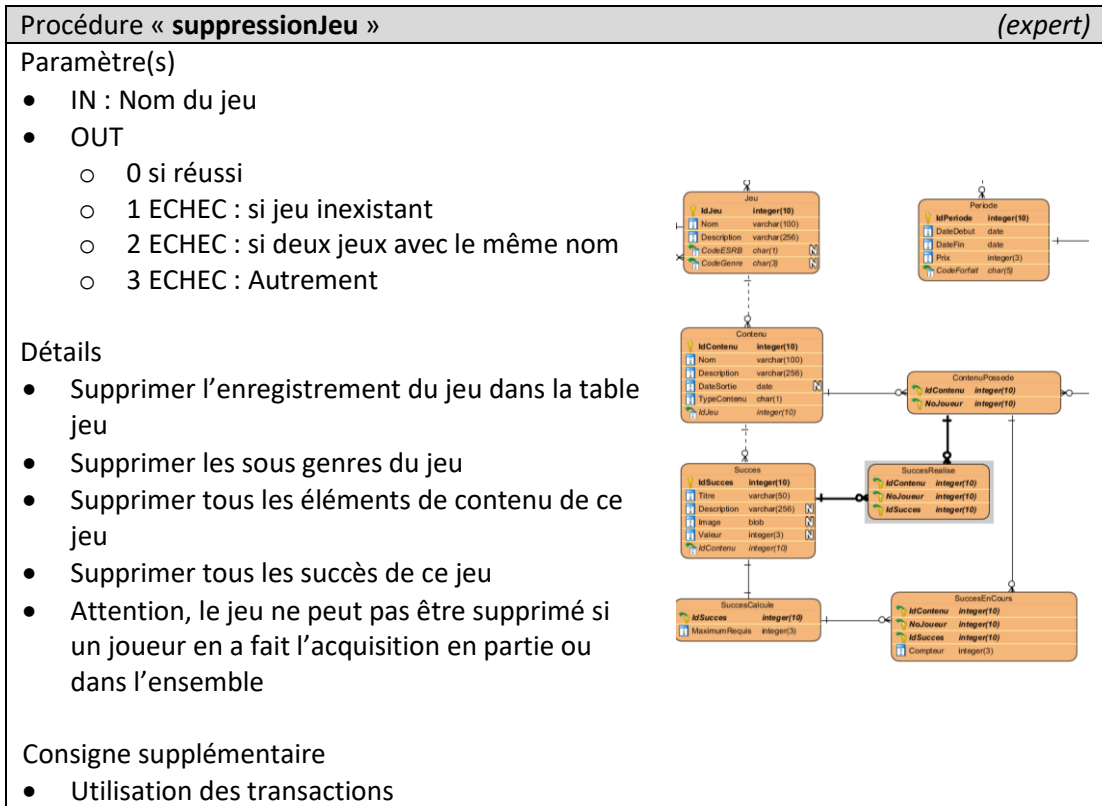 Procédure « suppressionJeu » (expert)
Paramètre(s)
• IN : Nom du jeu
• OUT
o 0 si réussi
o 1 ECHEC : si jeu inexistant
o 2 ECHEC : si deux jeux avec le même nom
o 3 ECHEC : Autrement
Détails
• Supprimer l’enregistrement du jeu dans la table
jeu
• Supprimer les sous genres du jeu
• Supprimer tous les éléments de contenu de ce
jeu
• Supprimer tous les succès de ce jeu
• Attention, le jeu ne peut pas être supprimé si
un joueur en a fait l’acquisition en partie ou
dans l’ensemble
Consigne supplémentaire
• Utilisation des transactions
Jeu
IdJeu integer(10)
Nom varchar(100)
Description varchar(256)
CodeESRB char(1) N
CodeGenre char(3) N
Periode
IdPeriode integer(10)
DateDebut date
DateFin date
Prix integer(3)
CodeForfait char(5)
Contenu
IdContenu integer(10)
Nom varchar(100)
Description varchar(256)
DateSortie date N
TypeContenu char(1)
IdJeu integer(10)
ContenuPossede
IdContenu integer(10)
NoJoueur integer(10)
Succes
IdSucces integer(10)
Titre varchar(50)
Description varchar(256) N
Image blob N
Valeur integer(3) N
IdContenu integer(10)
SuccesRealise
IdContenu integer(10)
NoJoueur integer(10)
IdSucces integer(10)
SuccesCalcule
IdSucces integer(10)
MaximumRequis integer(3)
SuccesEnCours
IdContenu integer(10)
NoJoueur integer(10)
IdSucces integer(10)
Compteur integer(3)